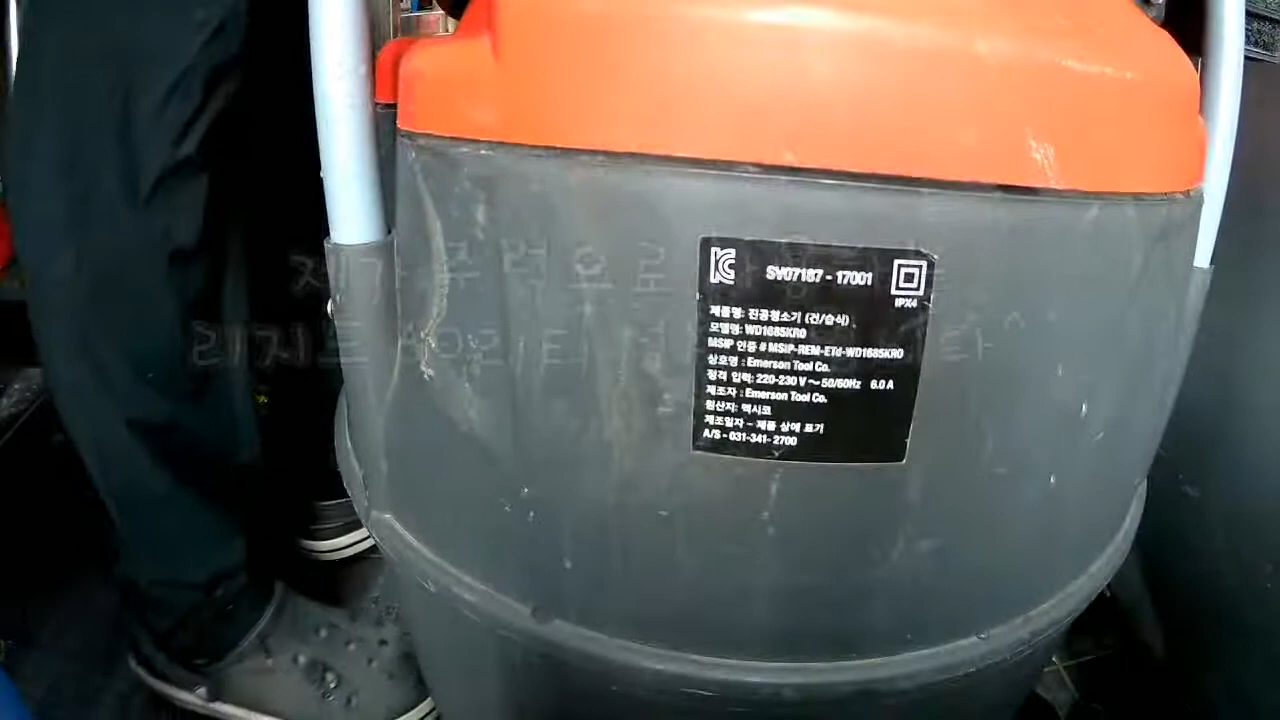 SV07187 - 17001
IPX4
제품명: 진공청소기 (건/습식)
모델명: WD1685KR0
MSIP 인증 # MSIP-REM-ETd-WD1685KR0
상호명 : Emerson Tool Co.
정격 입력: 220-230 V ~ 50/60Hz 6.0 A
제조자 : Emerson Tool Co.
원산지: 멕시코
제조일자 - 제품 상에 표기
A/S - 031-341- 2700